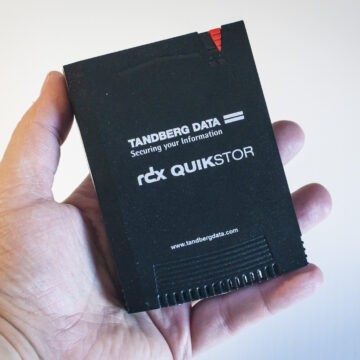 TANDBERG DATA
Securing your Information
rdx QUIKSTOR
www.tandbergdata.com